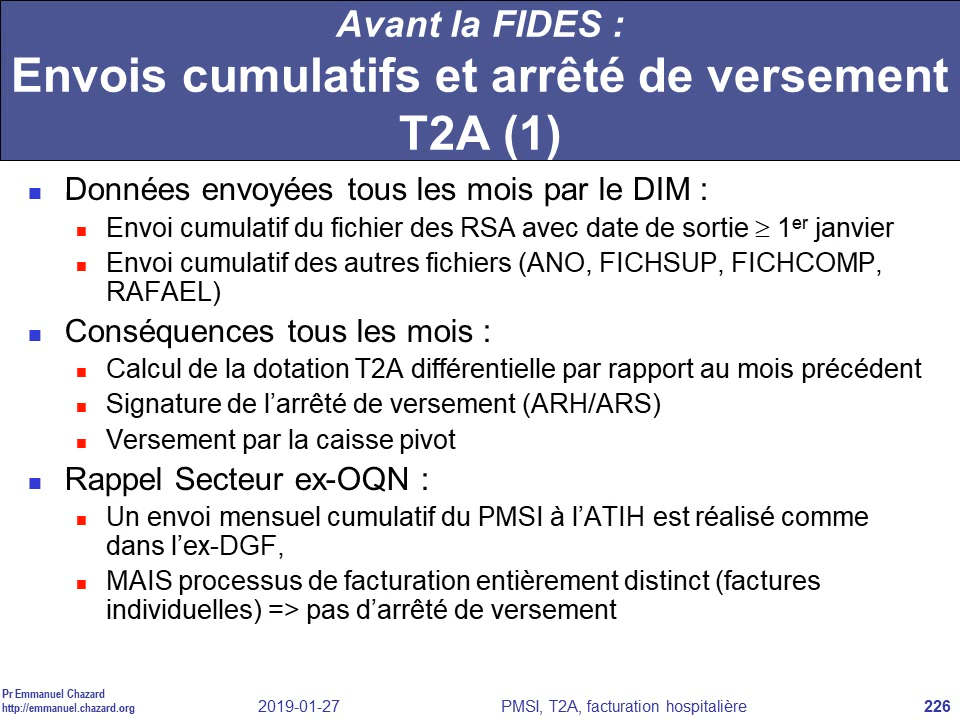 Avant la FIDES :
Envois cumulatifs et arrêté de versement
T2A (1)
Données envoyées tous les mois par le DIM :
Envoi cumulatif du fichier des RSA avec date de sortie ≥ 1er janvier
Envoi cumulatif des autres fichiers (ANO, FICHSUP, FICHCOMP,
RAFAEL)
Conséquences tous les mois :
Calcul de la dotation T2A différentielle par rapport au mois précédent
Signature de l’arrêté de versement (ARH/ARS)
Versement par la caisse pivot
Rappel Secteur ex-OQN :
Un envoi mensuel cumulatif du PMSI à l’ATIH est réalisé comme
dans l’ex-DGF,
MAIS processus de facturation entièrement distinct (factures
individuelles) => pas d’arrêté de versement
Pr Emmanuel Chazard
http://emmanuel.chazard.org
2019-01-27
PMSI, T2A, facturation hospitalière
226